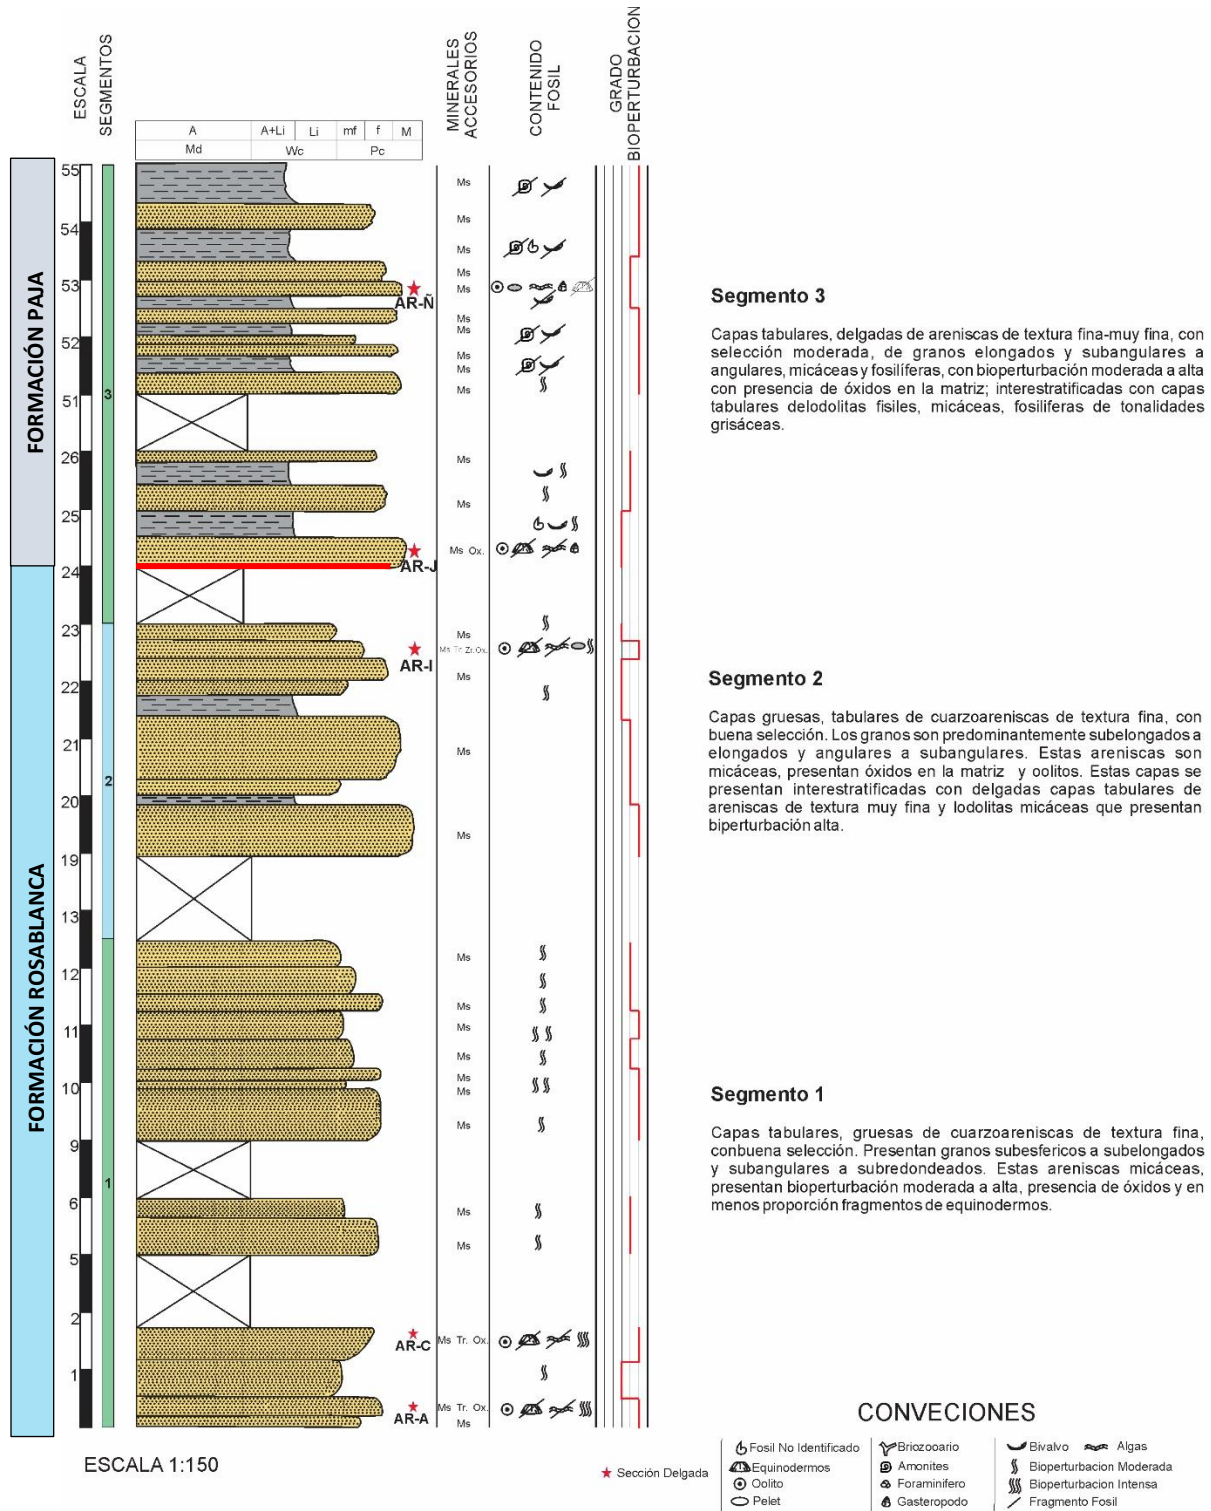 ESCALA
SEGMENTOS
MINERALES
ACCESORIOS
CONTENIDO
FOSIL
GRADO
BIOPERTURBACION
A A+Li Li mf f M
Md Wc Pc
FORMACIÓN PAJA
FORMACIÓN ROSABLANCA
55
54
53
52
51
26
25
24
23
22
21
20
19
13
12
11
10
9
6
5
2
1
3
2
1
Ms
Ms
Ms
Ms
Ms
AR-Ñ
Ms
Ms
Ms
Ms
Ms
Ms
Ms
Ms Ox.
AR-J
Ms
Ms Tr. Zr. Ox.
AR-I
Ms
Ms
Ms
Ms
Ms
Ms
Ms
Ms
Ms
Ms
Ms
Ms
Ms Tr. Ox.
AR-C
Ms Tr. Ox.
AR-A
Ms
Segmento 3
Capas tabulares, delgadas de areniscas de textura fina-muy fina, con
selección moderada, de granos elongados y subangulares a
angulares, micáceas y fosilíferas, con bioperturbación moderada a alta
con presencia de óxidos en la matriz; interestratificadas con capas
tabulares delodolitas fisiles, micáceas, fosiliferas de tonalidades
grisáceas.
Segmento 2
Capas gruesas, tabulares de cuarzoareniscas de textura fina, con
buena selección. Los granos son predominantemente subelongados a
elongados y angulares a subangulares. Estas areniscas son
micáceas, presentan óxidos en la matriz y oolitos. Estas capas se
presentan interestratificadas con delgadas capas tabulares de
areniscas de textura muy fina y lodolitas micáceas que presentan
biperturbación alta.
Segmento 1
Capas tabulares, gruesas de cuarzoareniscas de textura fina,
conbuena selección. Presentan granos subesfericos a subelongados
y subangulares a subredondeados. Estas areniscas micáceas,
presentan bioperturbación moderada a alta, presencia de óxidos y en
menos proporción fragmentos de equinodermos.
ESCALA 1:150
Sección Delgada
CONVECIONES
Fosil No Identificado Briozooario Bivalvo Algas
Equinodermos Amonites Bioperturbacion Moderada
Oolito Foraminifero Bioperturbacion Intensa
Pelet Gasteropodo Fragmento Fosil